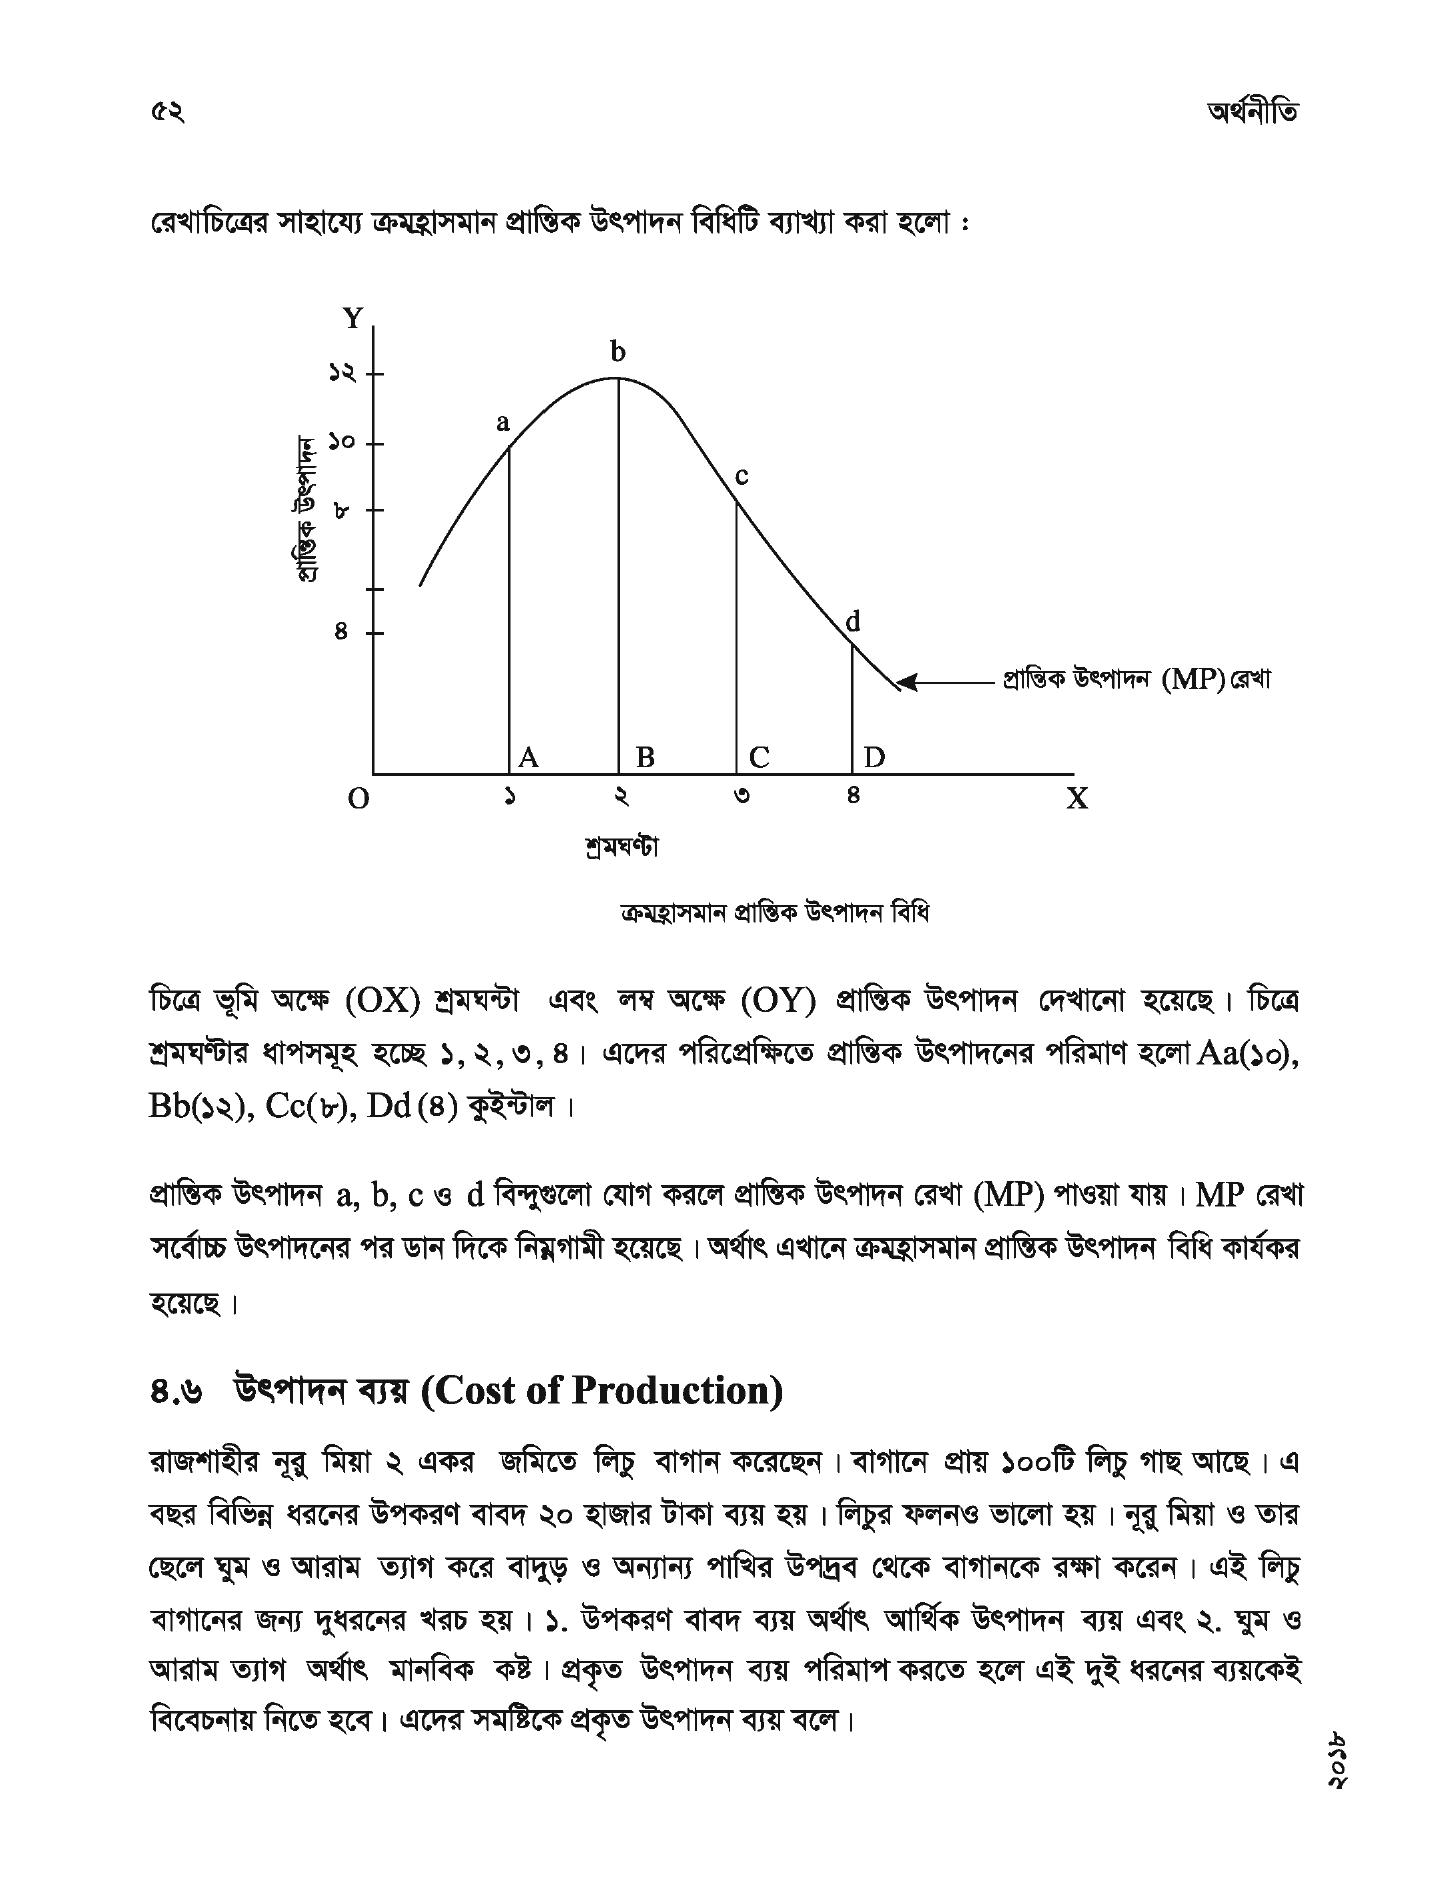 ৫২
অর্থনীতি
রেখাচিত্রের সাহায্যে ক্রমহ্রাসমান প্রান্তিক উৎপাদন বিধিটি ব্যাখ্যা করা হলো :
Y
১২
১০
৮
৪
প্রান্তিক উৎপাদন
a
b
c
d
প্রান্তিক উৎপাদন (MP) রেখা
A
B
C
D
O
১
২
৩
৪
X
শ্রমঘণ্টা
ক্রমহ্রাসমান প্রান্তিক উৎপাদন বিধি
চিত্রে ভূমি অক্ষে (OX) শ্রমঘন্টা এবং লম্ব অক্ষে (OY) প্রান্তিক উৎপাদন দেখানো হয়েছে। চিত্রে
শ্রমঘণ্টার ধাপসমূহ হচ্ছে ১, ২, ৩, ৪। এদের পরিপ্রেক্ষিতে প্রান্তিক উৎপাদনের পরিমাণ হলো Aa(১০),
Bb(১২), Cc(৮), Dd (৪) কুইন্টাল।
প্রান্তিক উৎপাদন a, b, c ও d বিন্দুগুলো যোগ করলে প্রান্তিক উৎপাদন রেখা (MP) পাওয়া যায়। MP রেখা
সর্বোচ্চ উৎপাদনের পর ডান দিকে নিম্নগামী হয়েছে। অর্থাৎ এখানে ক্রমহ্রাসমান প্রান্তিক উৎপাদন বিধি কার্যকর
হয়েছে।
৪.৬ উৎপাদন ব্যয় (Cost of Production)
রাজশাহীর নূরু মিয়া ২ একর জমিতে লিচু বাগান করেছেন। বাগানে প্রায় ১০০টি লিচু গাছ আছে। এ
বছর বিভিন্ন ধরনের উপকরণ বাবদ ২০ হাজার টাকা ব্যয় হয়। লিচুর ফলনও ভালো হয়। নূরু মিয়া ও তার
ছেলে ঘুম ও আরাম ত্যাগ করে বাদুড় ও অন্যান্য পাখির উপদ্রব থেকে বাগানকে রক্ষা করেন। এই লিচু
বাগানের জন্য দুধরনের খরচ হয়। ১. উপকরণ বাবদ ব্যয় অর্থাৎ আর্থিক উৎপাদন ব্যয় এবং ২. ঘুম ও
আরাম ত্যাগ অর্থাৎ মানবিক কষ্ট। প্রকৃত উৎপাদন ব্যয় পরিমাপ করতে হলে এই দুই ধরনের ব্যয়কেই
বিবেচনায় নিতে হবে। এদের সমষ্টিকে প্রকৃত উৎপাদন ব্যয় বলে।
২০১৮